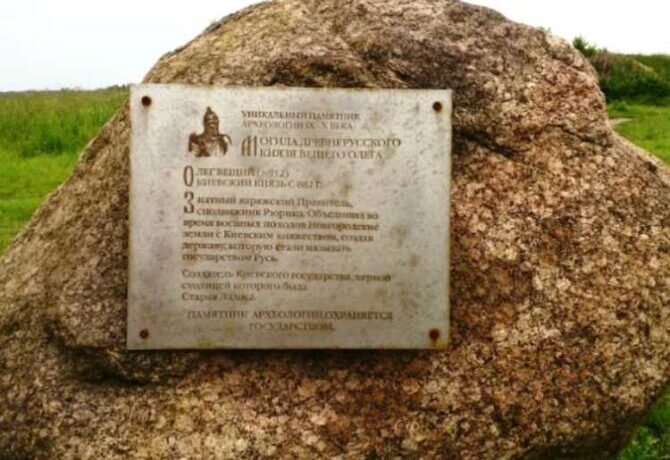 УНИКАЛЬНЫЙ ПАМЯТНИК
АРХЕОЛОГИИ IX-X ВЕКА
МОГИЛА ДРЕВНЕРУССКОГО
КНЯЗЯ ВЕЩЕГО ОЛЕГА
ОЛЕГ ВЕЩИЙ (912)
КИЕВСКИЙ КНЯЗЬ С 882 Г.
Знатный варяжский Правитель,
сподвижник Рюрика. Объединил во
время военных походов Новгородские
земли с Киевским княжеством, создав
державу, которую стали называть
государством Русь.
Создатель Киевского государства, первой
столицей которого была
Старая Ладога.
ПАМЯТНИК АРХЕОЛОГИИ,ОХРАНЯЕТСЯ
ГОСУДАРСТВОМ.